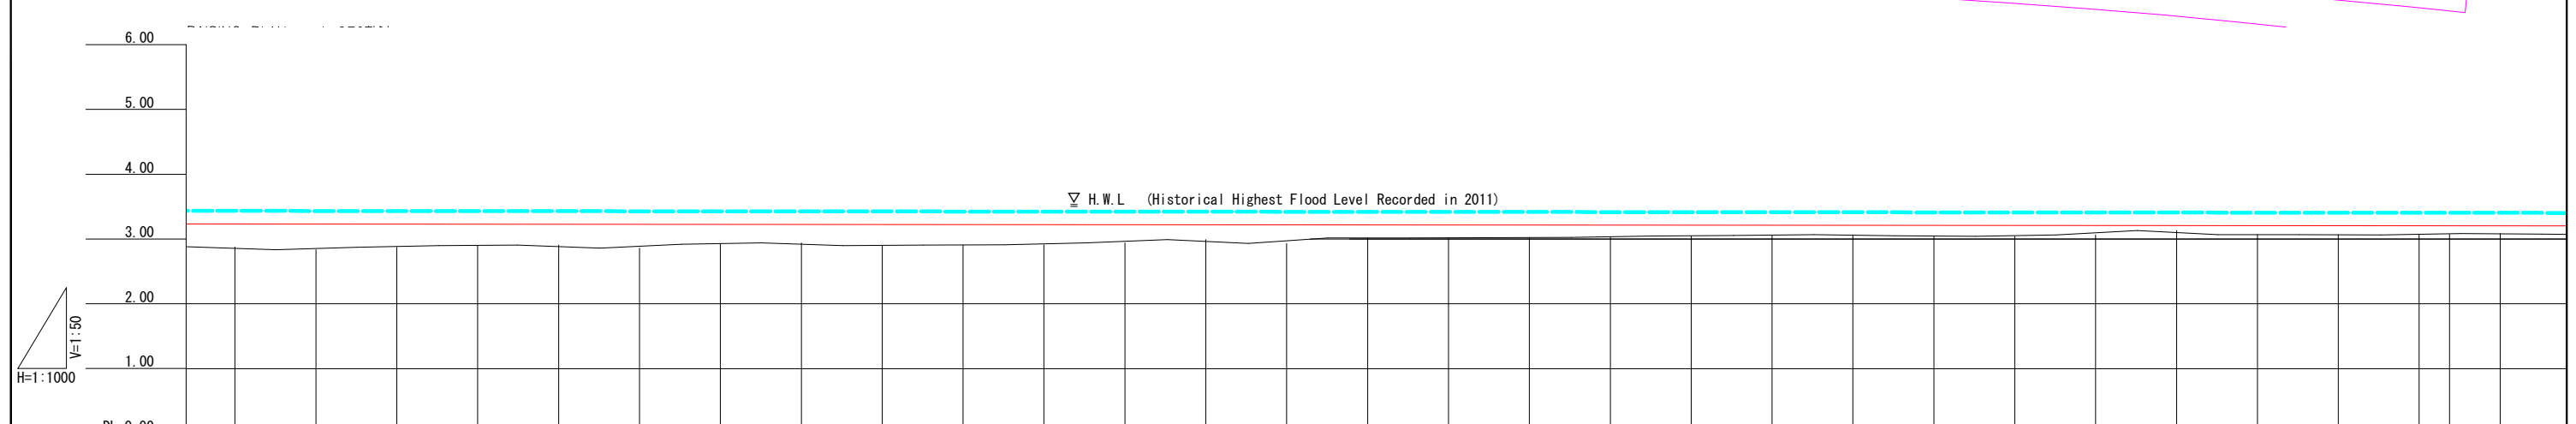 6.00
5.00
4.00
H.W.L (Historical Highest Flood Level Recorded in 2011)
3.00
2.00
V=1:50
1.00
H=1:1000